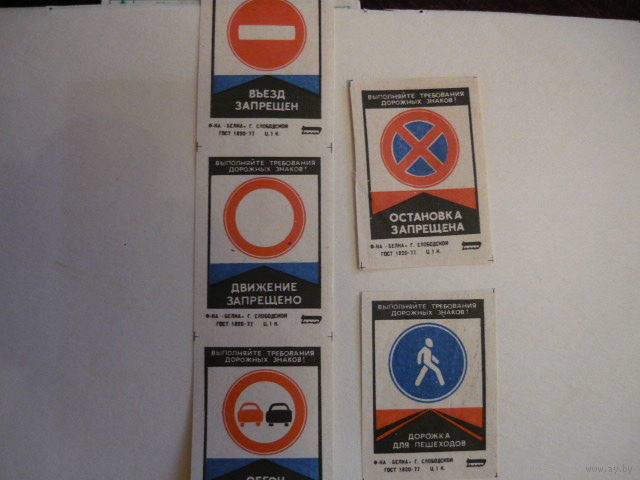 ВЪЕЗД
ЗАПРЕЩЕН
Ф-КА "БЕЛКА" Г. СЛОБОДСКОЙ
ГОСТ 1820-77 Ц.1 К.
ВЫПОЛНЯЙТЕ ТРЕБОВАНИЯ
ДОРОЖНЫХ ЗНАКОВ!
ДВИЖЕНИЕ
ЗАПРЕЩЕНО
Ф-КА "БЕЛКА" Г. СЛОБОДСКОЙ
ГОСТ 1820-77 Ц.1 К.
ВЫПОЛНЯЙТЕ ТРЕБОВАНИЯ
ДОРОЖНЫХ ЗНАКОВ!
ОБГОН
ВЫПОЛНЯЙТЕ ТРЕБОВАНИЯ
ДОРОЖНЫХ ЗНАКОВ!
ОСТАНОВКА
ЗАПРЕЩЕНА
Ф-КА "БЕЛКА" Г. СЛОБОДСКОЙ
ГОСТ 1820-77 Ц.1 К.
ВЫПОЛНЯЙТЕ ТРЕБОВАНИЯ
ДОРОЖНЫХ ЗНАКОВ!
ДОРОЖКА
ДЛЯ ПЕШЕХОДОВ
Ф-КА "БЕЛКА" Г. СЛОБОДСКОЙ
ГОСТ 1820-77 Ц.1 К.
www.ay.by